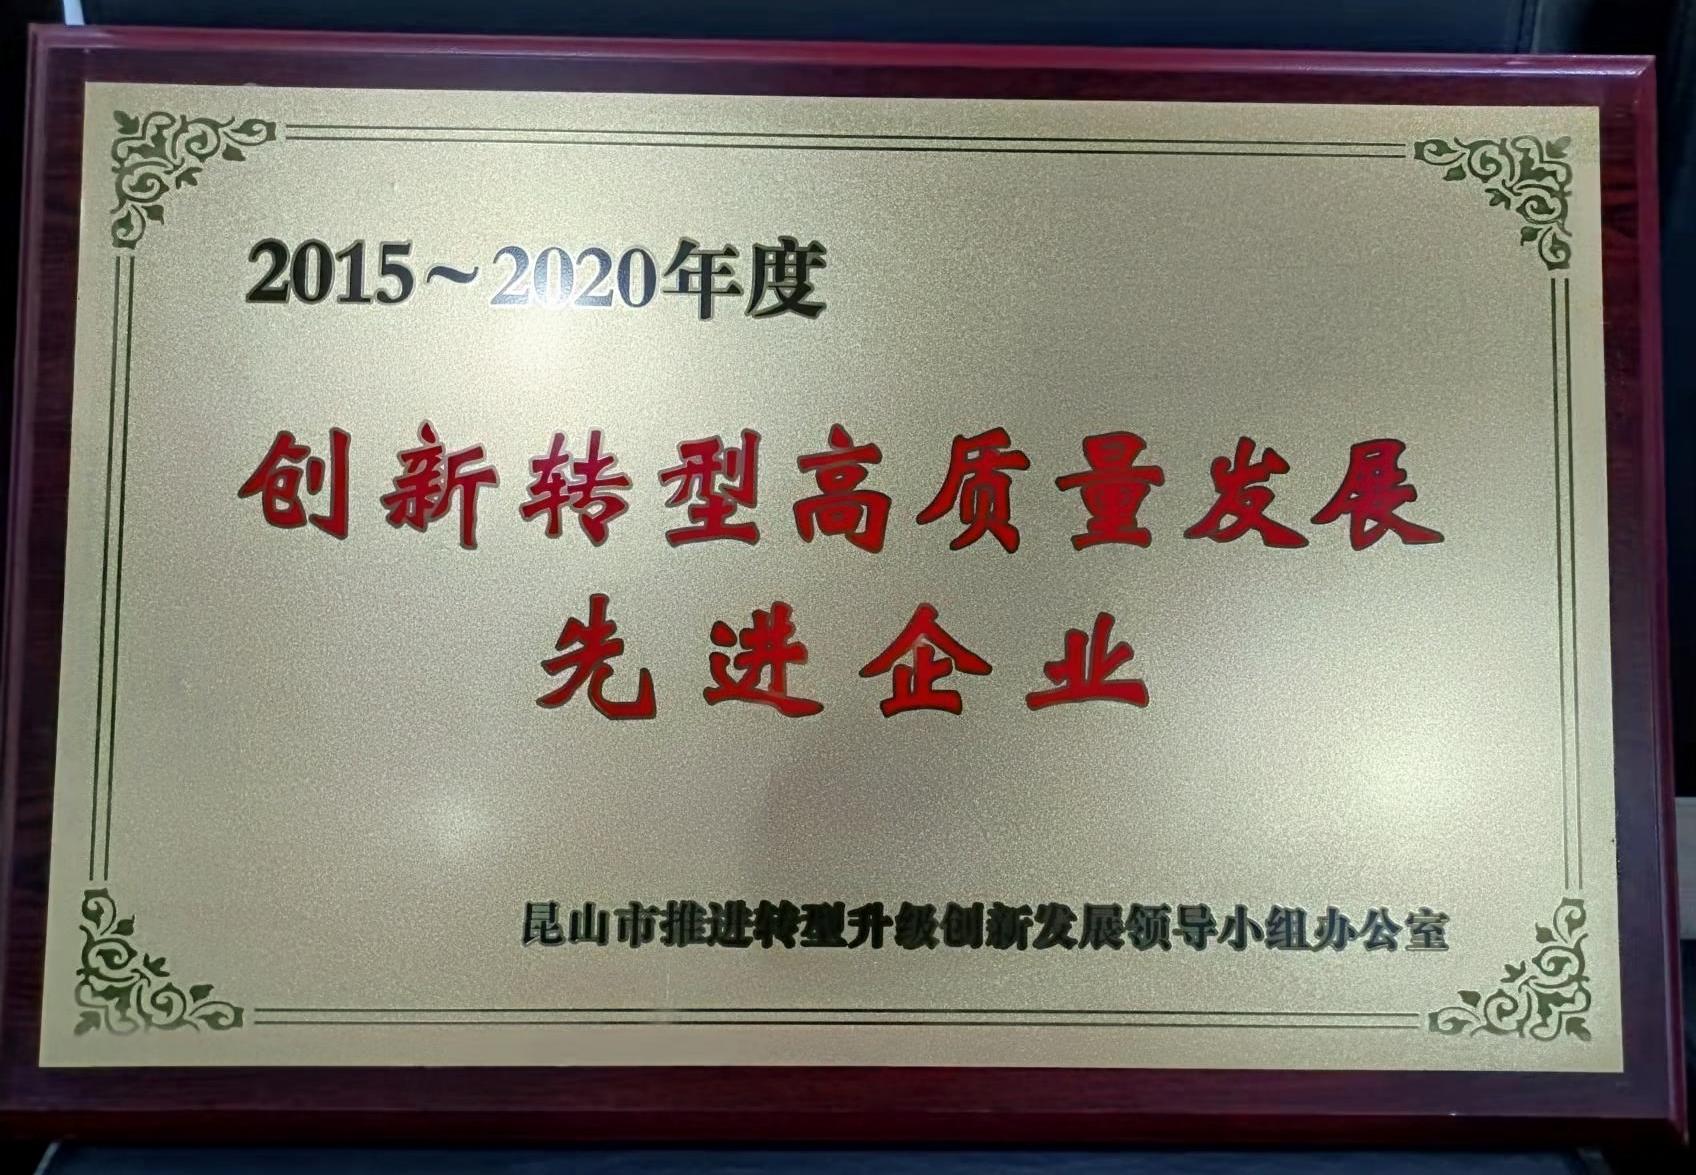 2015～2020年度
创新转型高质量发展
先进企业
昆山市推进转型升级创新发展领导小组办公室